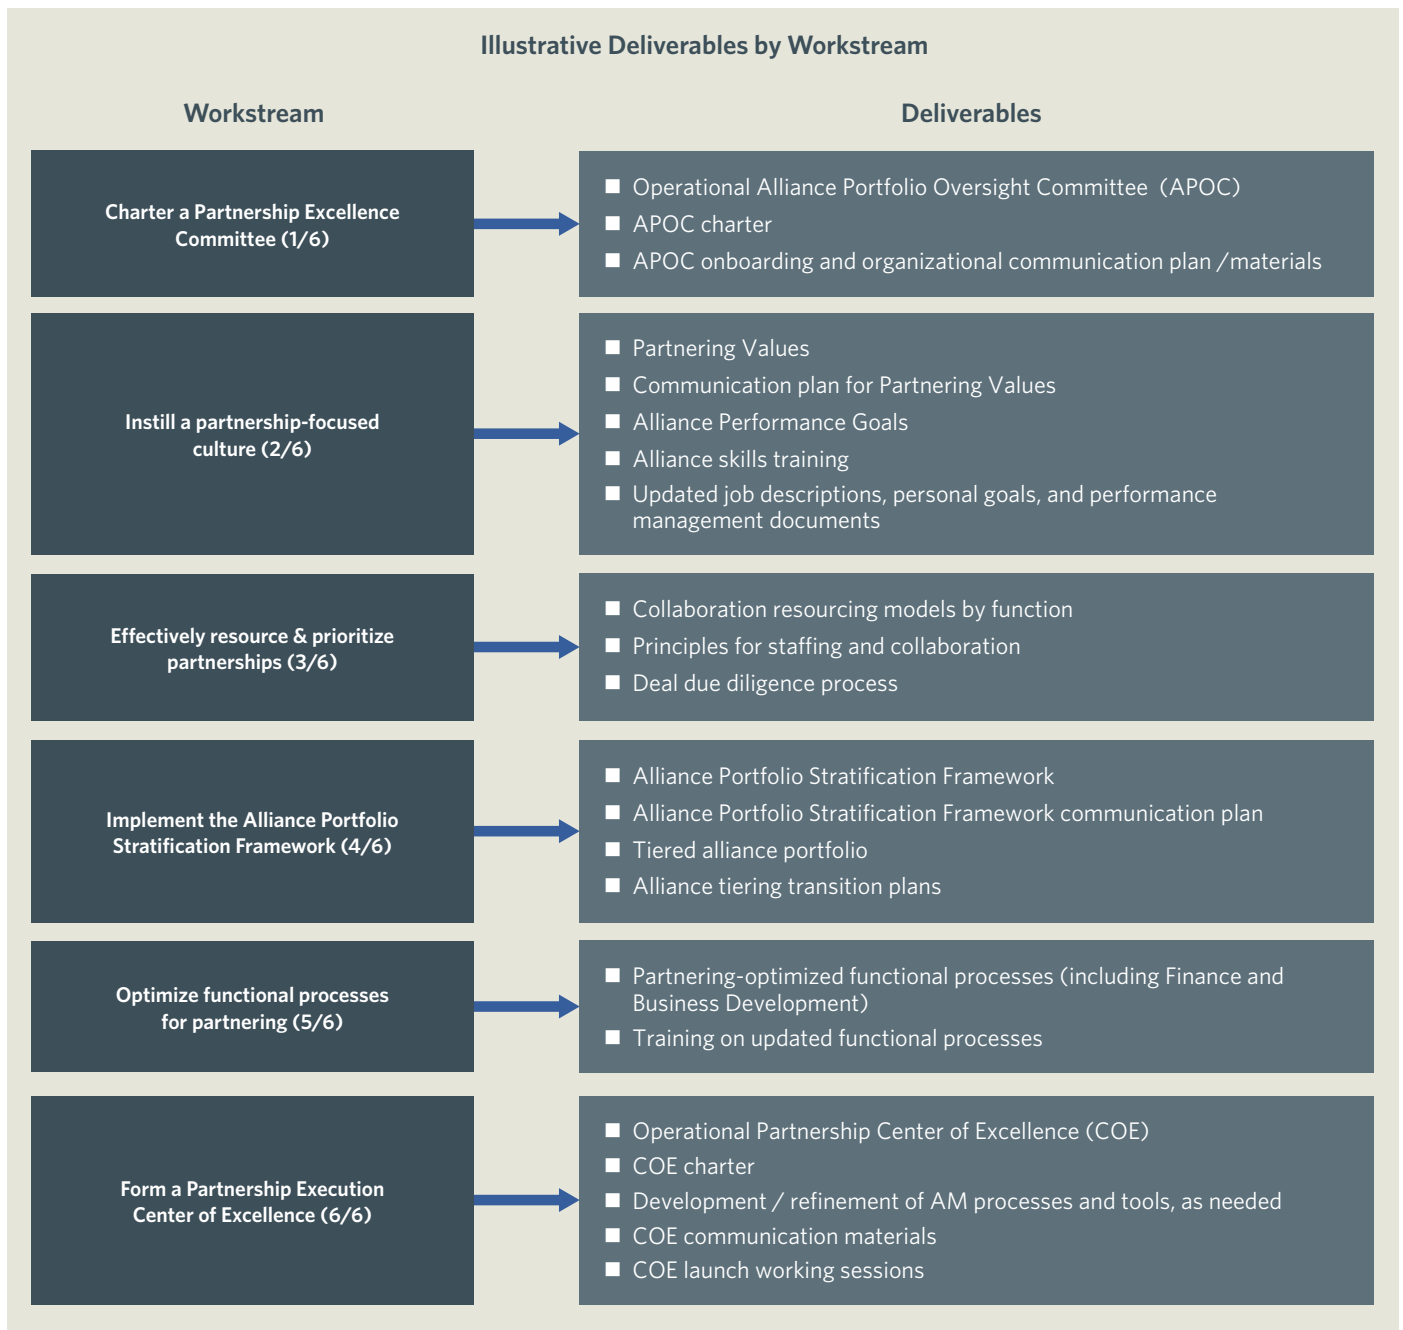 Illustrative Deliverables by Workstream
Workstream
Deliverables
Charter a Partnership Excellence
Committee (1/6)
■ Operational Alliance Portfolio Oversight Committee (APOC)
■ APOC charter
■ APOC onboarding and organizational communication plan /materials
Instill a partnership-focused
culture (2/6)
■ Partnering Values
■ Communication plan for Partnering Values
■ Alliance Performance Goals
■ Alliance skills training
■ Updated job descriptions, personal goals, and performance
management documents
Effectively resource & prioritize
partnerships (3/6)
■ Collaboration resourcing models by function
■ Principles for staffing and collaboration
■ Deal due diligence process
Implement the Alliance Portfolio
Stratification Framework (4/6)
■ Alliance Portfolio Stratification Framework
■ Alliance Portfolio Stratification Framework communication plan
■ Tiered alliance portfolio
■ Alliance tiering transition plans
Optimize functional processes
for partnering (5/6)
■ Partnering-optimized functional processes (including Finance and
Business Development)
■ Training on updated functional processes
Form a Partnership Execution
Center of Excellence (6/6)
■ Operational Partnership Center of Excellence (COE)
■ COE charter
■ Development / refinement of AM processes and tools, as needed
■ COE communication materials
■ COE launch working sessions